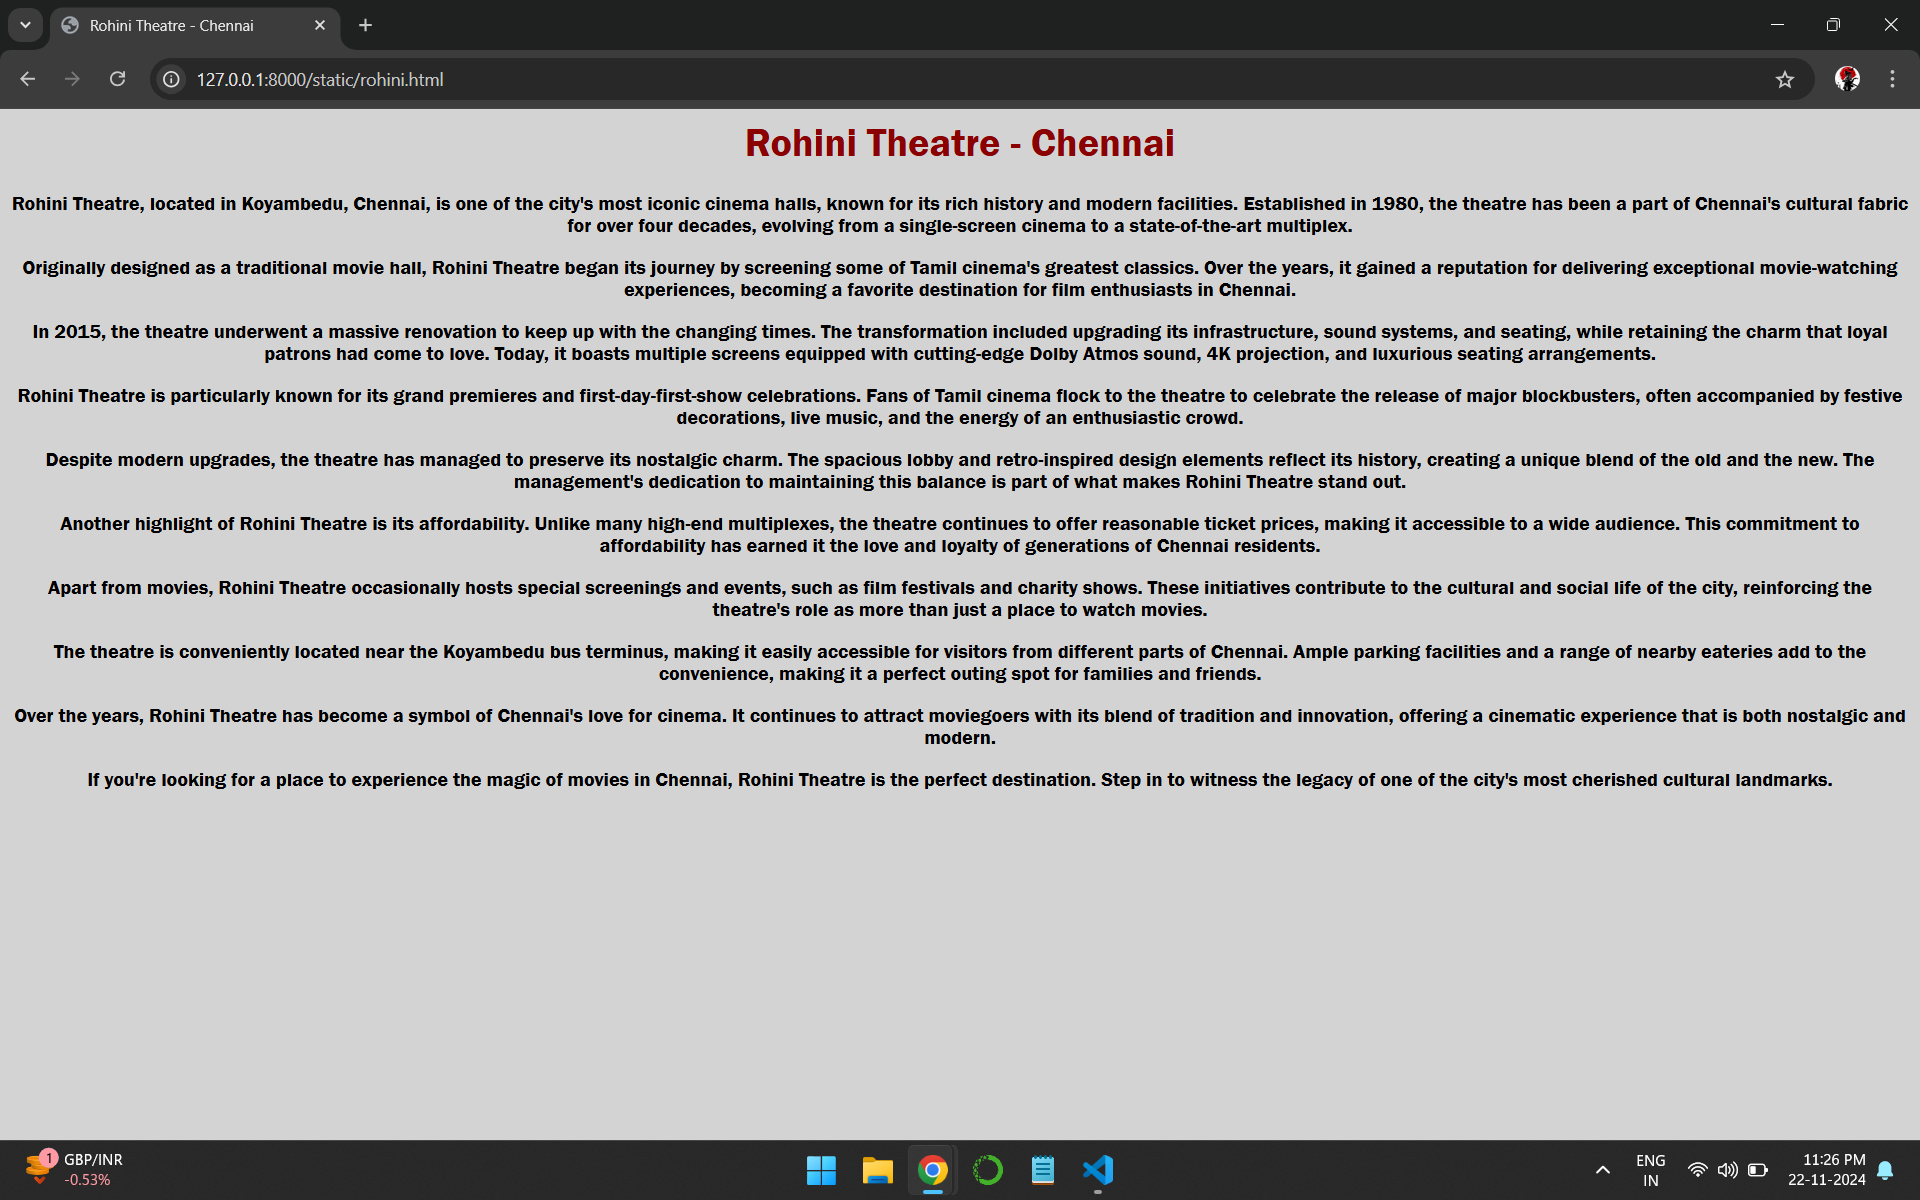 Rohini Theatre - Chennai
127.0.0.1:8000/static/rohini.html
Rohini Theatre - Chennai
Rohini Theatre, located in Koyambedu, Chennai, is one of the city's most iconic cinema halls, known for its rich history and modern facilities. Established in 1980, the theatre has been a part of Chennai's cultural fabric
for over four decades, evolving from a single-screen cinema to a state-of-the-art multiplex.
Originally designed as a traditional movie hall, Rohini Theatre began its journey by screening some of Tamil cinema's greatest classics. Over the years, it gained a reputation for delivering exceptional movie-watching
experiences, becoming a favorite destination for film enthusiasts in Chennai.
In 2015, the theatre underwent a massive renovation to keep up with the changing times. The transformation included upgrading its infrastructure, sound systems, and seating, while retaining the charm that loyal
patrons had come to love. Today, it boasts multiple screens equipped with cutting-edge Dolby Atmos sound, 4K projection, and luxurious seating arrangements.
Rohini Theatre is particularly known for its grand premieres and first-day-first-show celebrations. Fans of Tamil cinema flock to the theatre to celebrate the release of major blockbusters, often accompanied by festive
decorations, live music, and the energy of an enthusiastic crowd.
Despite modern upgrades, the theatre has managed to preserve its nostalgic charm. The spacious lobby and retro-inspired design elements reflect its history, creating a unique blend of the old and the new. The
management's dedication to maintaining this balance is part of what makes Rohini Theatre stand out.
Another highlight of Rohini Theatre is its affordability. Unlike many high-end multiplexes, the theatre continues to offer reasonable ticket prices, making it accessible to a wide audience. This commitment to
affordability has earned it the love and loyalty of generations of Chennai residents.
Apart from movies, Rohini Theatre occasionally hosts special screenings and events, such as film festivals and charity shows. These initiatives contribute to the cultural and social life of the city, reinforcing the
theatre's role as more than just a place to watch movies.
The theatre is conveniently located near the Koyambedu bus terminus, making it easily accessible for visitors from different parts of Chennai. Ample parking facilities and a range of nearby eateries add to the
convenience, making it a perfect outing spot for families and friends.
Over the years, Rohini Theatre has become a symbol of Chennai's love for cinema. It continues to attract moviegoers with its blend of tradition and innovation, offering a cinematic experience that is both nostalgic and
modern.
If you're looking for a place to experience the magic of movies in Chennai, Rohini Theatre is the perfect destination. Step in to witness the legacy of one of the city's most cherished cultural landmarks.
1
GBP/INR
-0.53%
ENG
IN
11:26 PM
22-11-2024